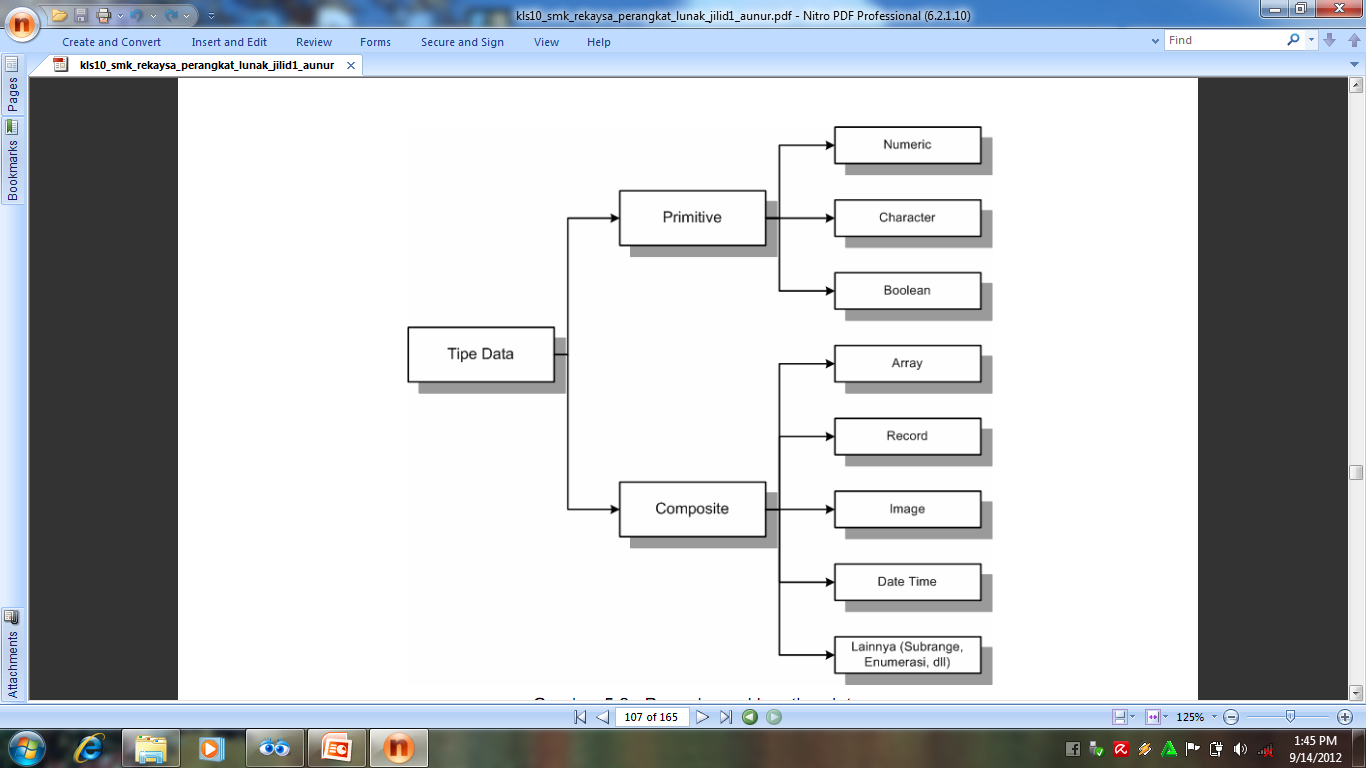 kls10_smk_rekaysa_perangkat_lunak_jilid1_aunur.pdf - Nitro PDF Professional (6.2.1.10)
Create and Convert Insert and Edit Review Forms Secure and Sign View Help
Find
kls10_smk_rekaysa_perangkat_lunak_jilid1_aunur
Pages
Bookmarks
Attachments
Tipe Data
Primitive
Numeric
Character
Boolean
Composite
Array
Record
Image
Date Time
Lainnya (Subrange,
Enumerasi, dll)
107 of 165
125%
1:45 PM
9/14/2012